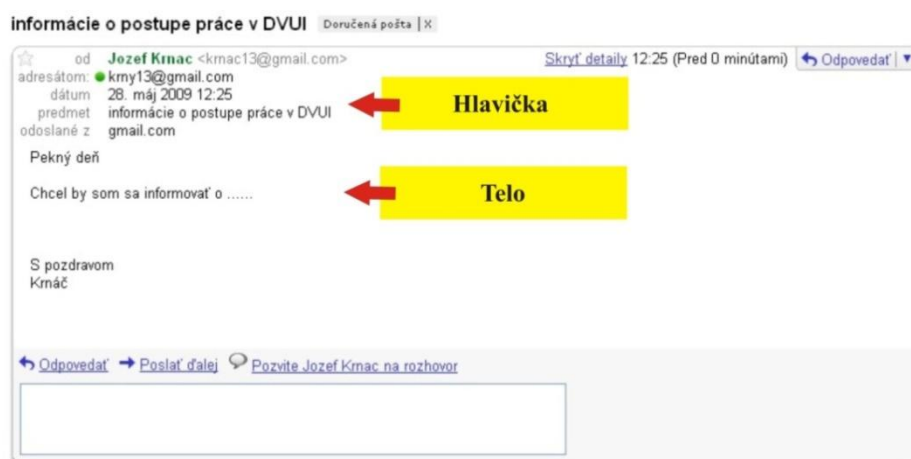 informácie o postupe práce v DVUI Doručená pošta | X
od Jozef Krnac <krnac13@gmail.com> Skryť detaily 12:25 (Pred 0 minútami) Odpovedať
adresátom: krny13@gmail.com
dátum 28. máj 2009 12:25
predmet informácie o postupe práce v DVUI
odoslané z gmail.com
Hlavička
Pekný deň
Chcel by som sa informovať o ......
Telo
S pozdravom
Krnáč
Odpovedať Poslať ďalej Pozvite Jozef Krnac na rozhovor